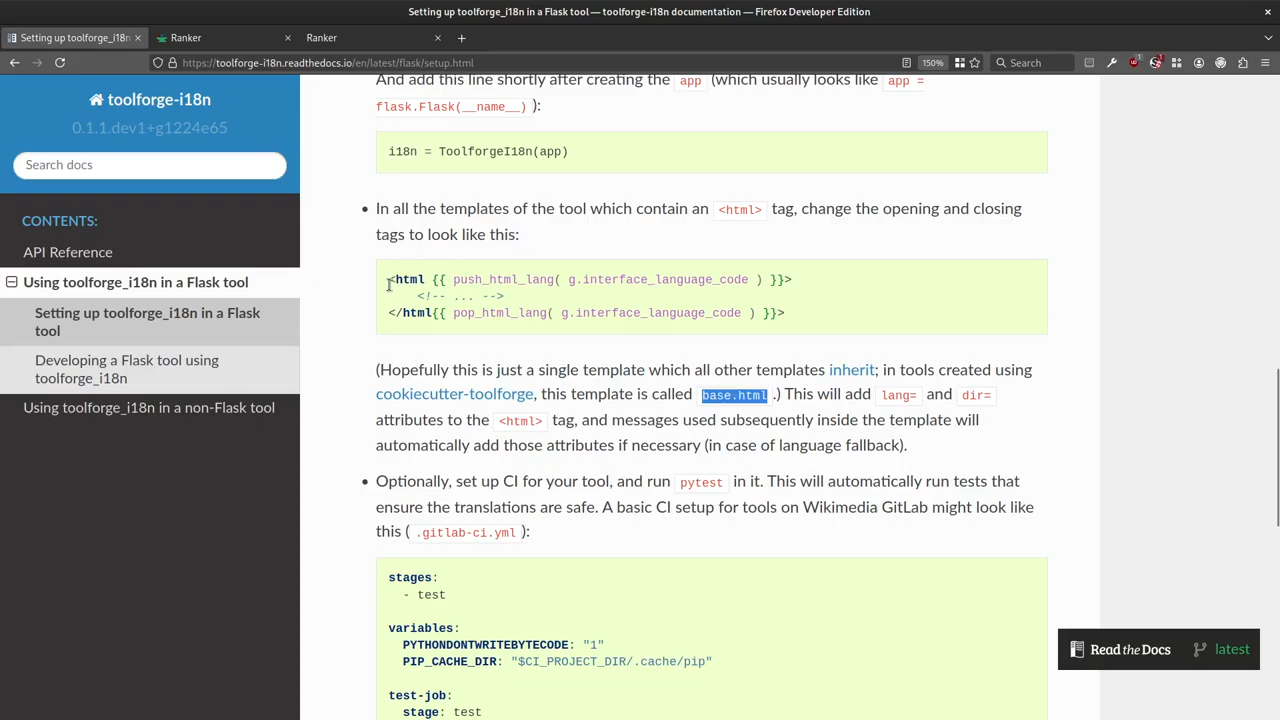 Setting up toolforge_i18n in a Flask tool — toolforge-i18n documentation — Firefox Developer Edition
Setting up toolforge_i18n
Ranker
Ranker
https://toolforge-i18n.readthedocs.io/en/latest/flask/setup.html
150%
Search
toolforge-i18n
0.1.1.dev1+g1224e65
Search docs
CONTENTS:
API Reference
Using toolforge_i18n in a Flask tool
Setting up toolforge_i18n in a Flask
tool
Developing a Flask tool using
toolforge_i18n
Using toolforge_i18n in a non-Flask tool
And add this line shortly after creating the app (which usually looks like app =
flask.Flask(__name__) ):
i18n = ToolforgeI18n(app)
• In all the templates of the tool which contain an <html> tag, change the opening and closing
tags to look like this:
<html {{ push_html_lang( g.interface_language_code ) }}>
<!-- ... -->
</html{{ pop_html_lang( g.interface_language_code ) }}>
(Hopefully this is just a single template which all other templates inherit; in tools created using
cookiecutter-toolforge, this template is called base.html .) This will add lang= and dir=
attributes to the <html> tag, and messages used subsequently inside the template will
automatically add those attributes if necessary (in case of language fallback).
• Optionally, set up CI for your tool, and run pytest in it. This will automatically run tests that
ensure the translations are safe. A basic CI setup for tools on Wikimedia GitLab might look like
this ( .gitlab-ci.yml ):
stages:
- test
variables:
PYTHONDONTWRITEBYTECODE: "1"
PIP_CACHE_DIR: "$CI_PROJECT_DIR/.cache/pip"
test-job:
stage: test
Read the Docs
latest